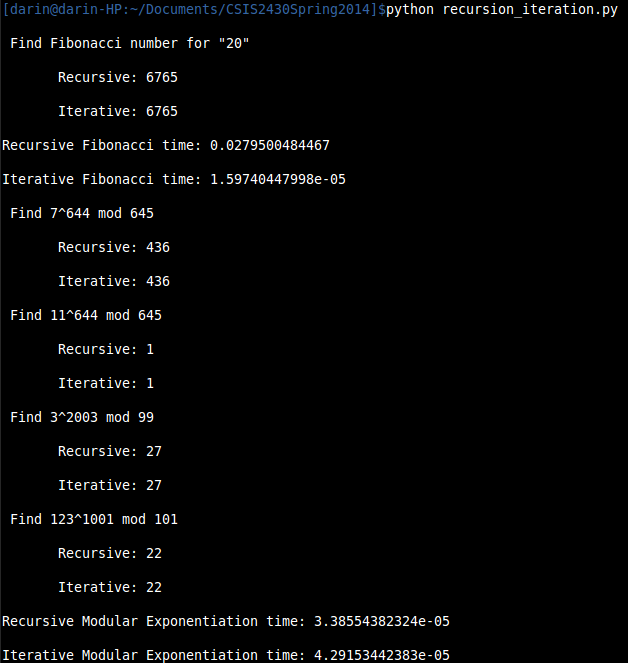 [darin@darin-HP:~/Documents/CSIS2430Spring2014]$python recursion_iteration.py
Find Fibonacci number for "20"
Recursive: 6765
Iterative: 6765
Recursive Fibonacci time: 0.0279500484467
Iterative Fibonacci time: 1.59740447998e-05
Find 7^644 mod 645
Recursive: 436
Iterative: 436
Find 11^644 mod 645
Recursive: 1
Iterative: 1
Find 3^2003 mod 99
Recursive: 27
Iterative: 27
Find 123^1001 mod 101
Recursive: 22
Iterative: 22
Recursive Modular Exponentiation time: 3.38554382324e-05
Iterative Modular Exponentiation time: 4.29153442383e-05